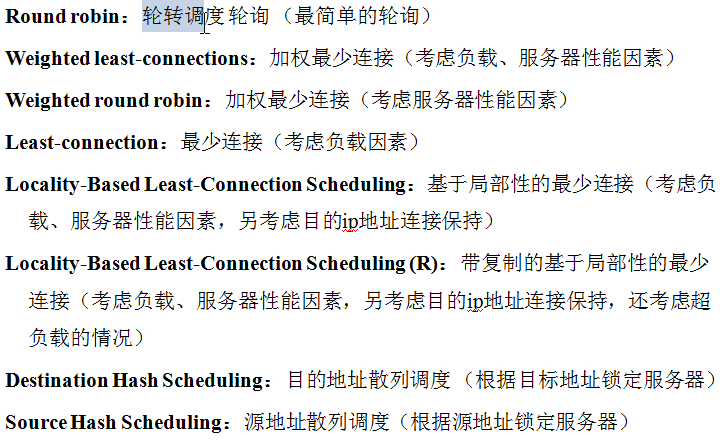 Round robin：轮转调度 轮询 （最简单的轮询）
Weighted least-connections：加权最少连接（考虑负载、服务器性能因素）
Weighted round robin：加权最少连接（考虑服务器性能因素）
Least-connection：最少连接（考虑负载因素）
Locality-Based Least-Connection Scheduling：基于局部性的最少连接（考虑负
载、服务器性能因素，另考虑目的ip地址连接保持）
Locality-Based Least-Connection Scheduling (R)：带复制的基于局部性的最少
连接（考虑负载、服务器性能因素，另考虑目的ip地址连接保持，还考虑超
负载的情况）
Destination Hash Scheduling：目的地址散列调度 （根据目标地址锁定服务器）
Source Hash Scheduling：源地址散列调度（根据源地址锁定服务器）